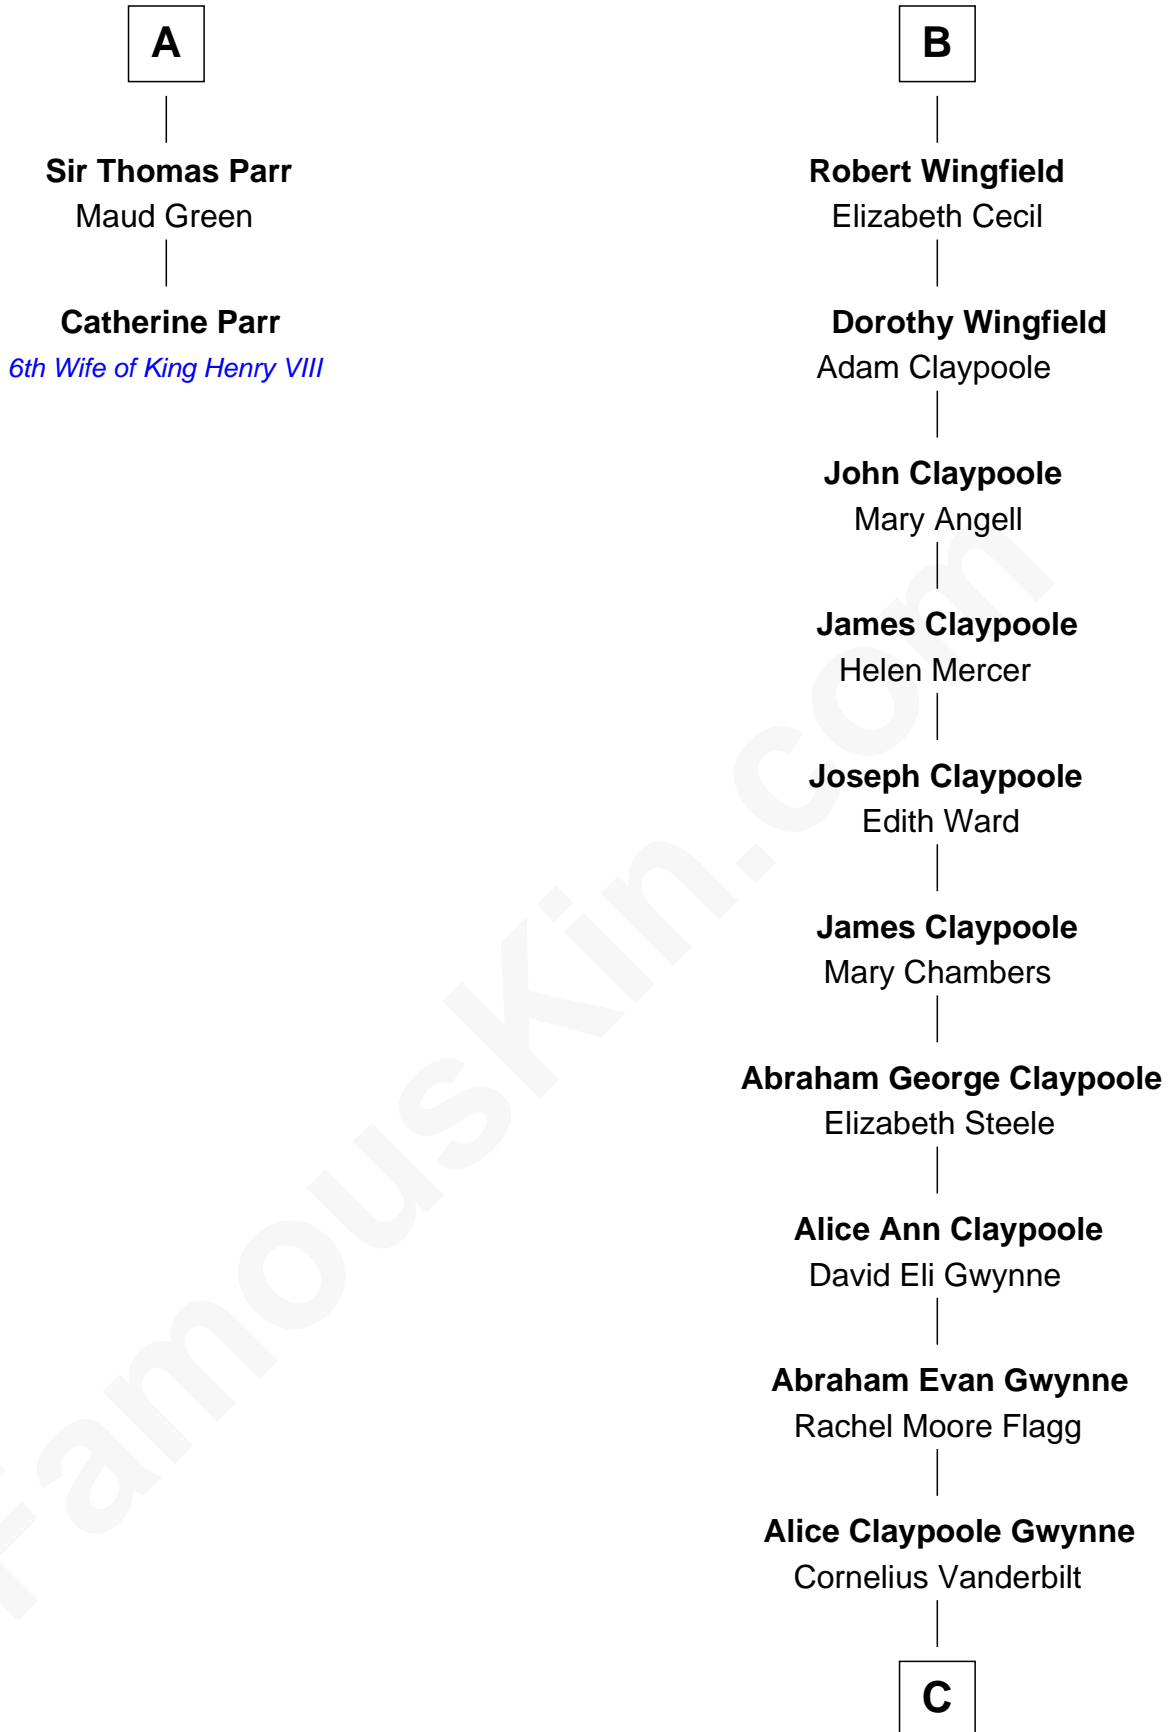 A
Sir Thomas Parr
Maud Green
Catherine Parr
6th Wife of King Henry VIII
B
Robert Wingfield
Elizabeth Cecil
Dorothy Wingfield
Adam Claypoole
John Claypoole
Mary Angell
James Claypoole
Helen Mercer
Joseph Claypoole
Edith Ward
James Claypoole
Mary Chambers
Abraham George Claypoole
Elizabeth Steele
Alice Ann Claypoole
David Eli Gwynne
Abraham Evan Gwynne
Rachel Moore Flagg
Alice Claypoole Gwynne
Cornelius Vanderbilt
C
FamousKin.com